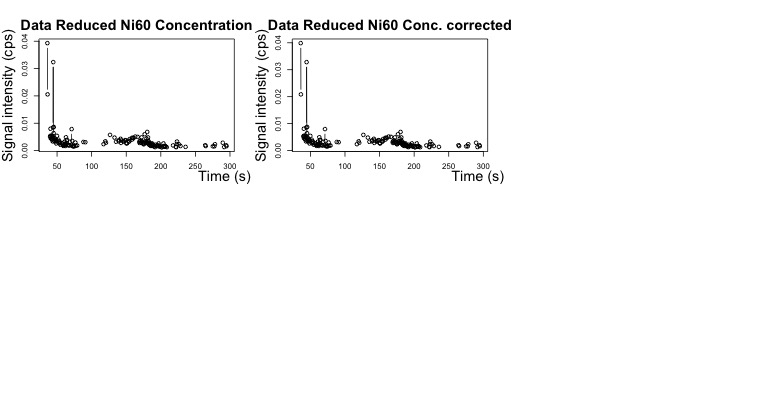 Data Reduced Ni60 Concentration
Signal intensity (cps)
0.00 0.01 0.02 0.03 0.04
50 100 150 200 250 300
Time (s)
Data Reduced Ni60 Conc. corrected
Signal intensity (cps)
0.00 0.01 0.02 0.03 0.04
50 100 150 200 250 300
Time (s)